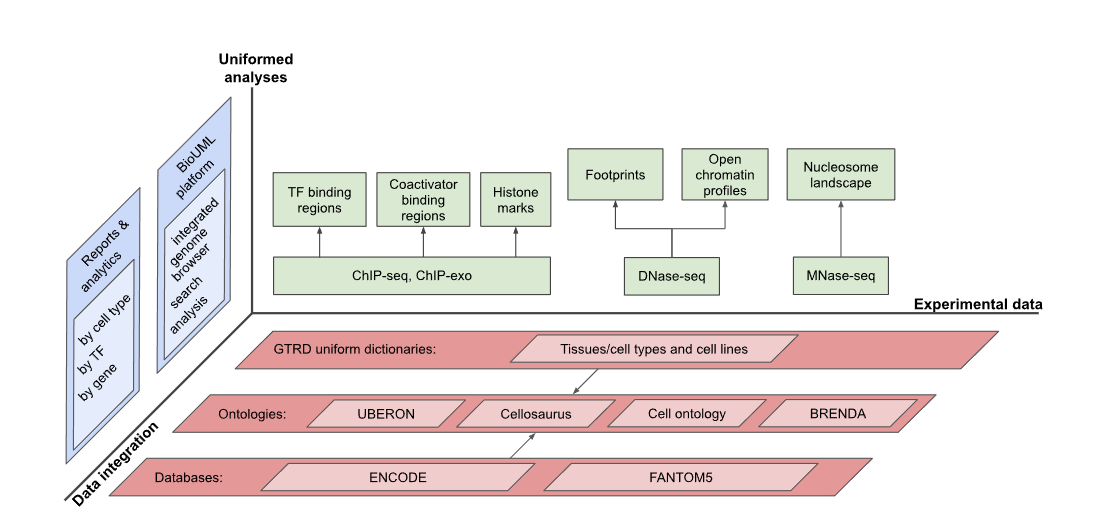 Uniformed
analyses
BioUML
platform
integrated
genome
browser
search
analysis
Reports &
analytics
by cell type
by TF
by gene
TF binding
regions
Coactivator
binding
regions
Histone
marks
Footprints
Open
chromatin
profiles
Nucleosome
landscape
ChIP-seq, ChIP-exo
DNase-seq
MNase-seq
Experimental data
GTRD uniform dictionaries:
Tissues/cell types and cell lines
Ontologies:
UBERON
Cellosaurus
Cell ontology
BRENDA
Databases:
ENCODE
FANTOM5
Data integration